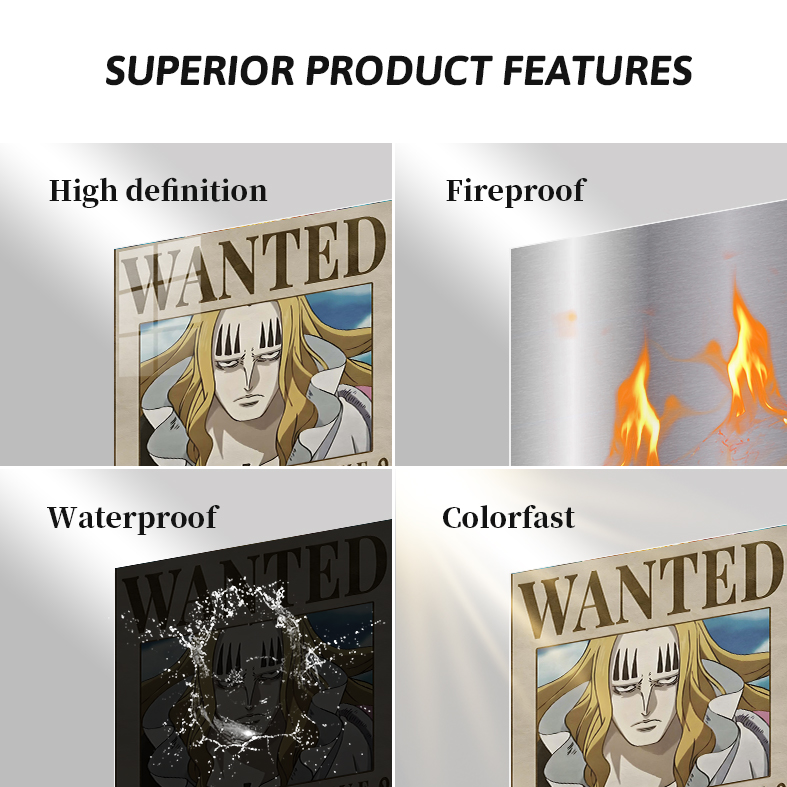 SUPERIOR PRODUCT FEATURES
High definition
Fireproof
WANTED
Waterproof
Colorfast
WANTED
WANTED